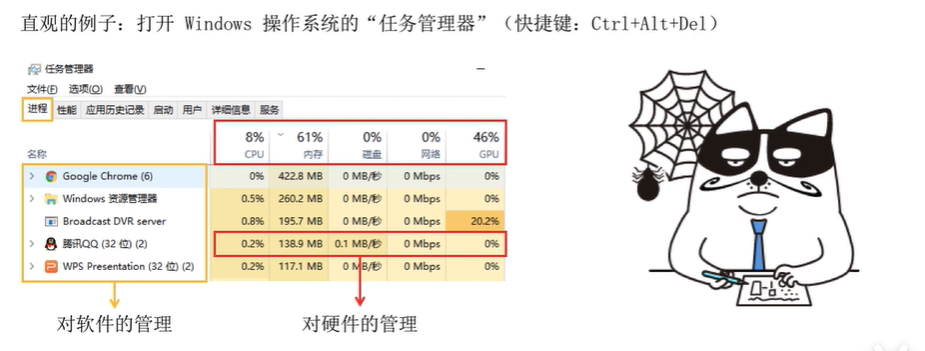 直观的例子：打开 Windows 操作系统的“任务管理器”（快捷键：Ctrl+Alt+Del）
任务管理器
文件(F) 选项(O) 查看(V)
进程 性能 应用历史记录 启动 用户 详细信息 服务
8% 61% 0% 0% 46%
名称 CPU 内存 磁盘 网络 GPU
Google Chrome (6) 0% 422.8 MB 0 MB/秒 0 Mbps 0%
Windows 资源管理器 0.5% 260.2 MB 0 MB/秒 0 Mbps 0%
Broadcast DVR server 0.8% 195.7 MB 0 MB/秒 0 Mbps 20.2%
腾讯QQ (32 位) (2) 0.2% 138.9 MB 0.1 MB/秒 0 Mbps 0%
WPS Presentation (32 位) (2) 0.2% 117.1 MB 0 MB/秒 0 Mbps 0%
对软件的管理 对硬件的管理